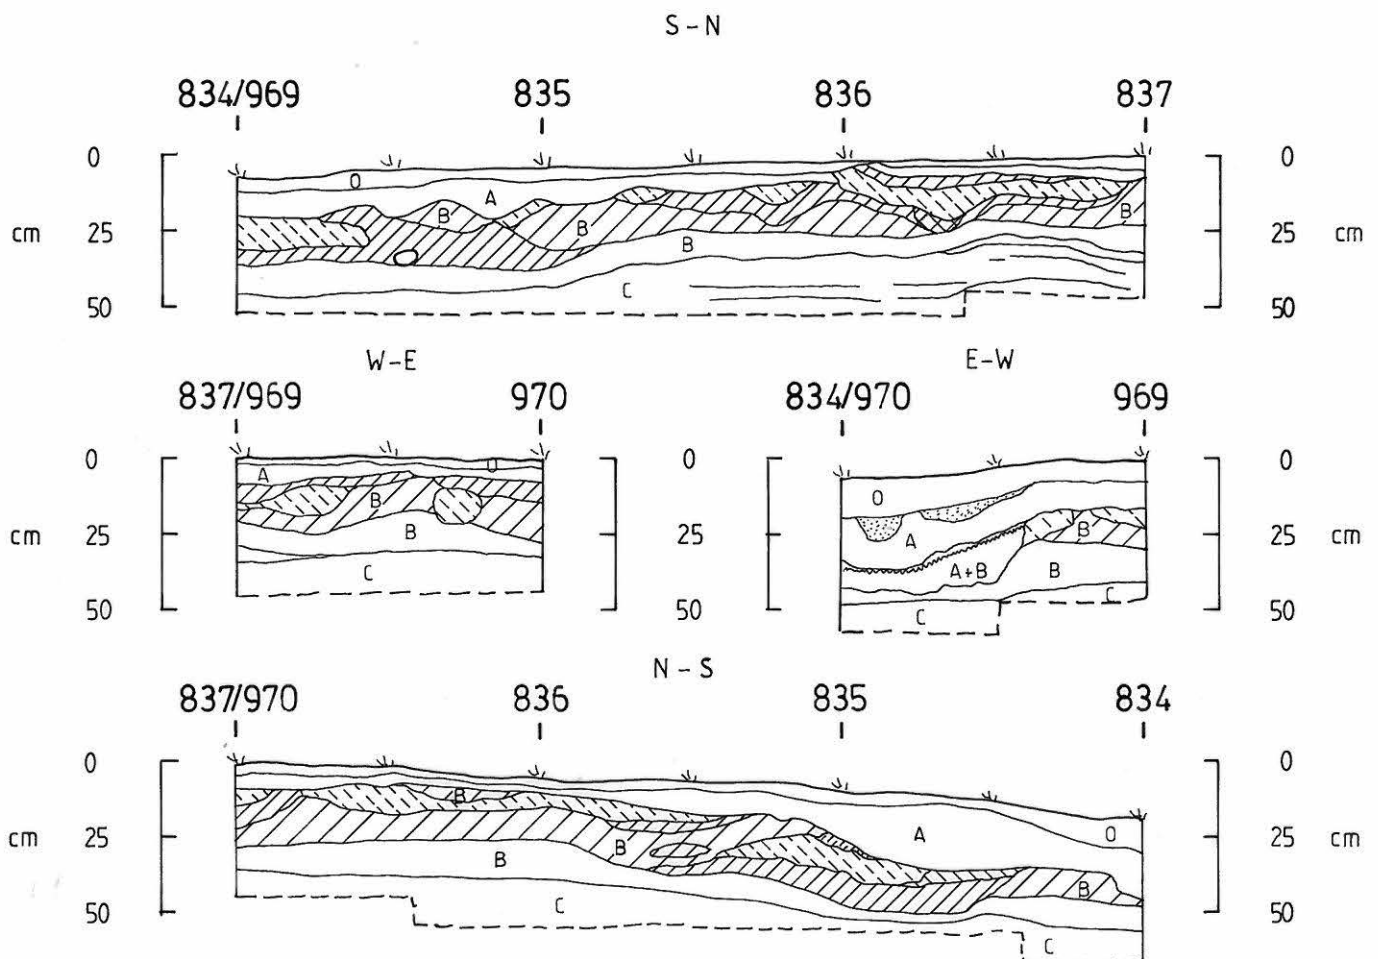 S-N
834/969 835 836 837
0 0
O
A
B B B
cm 25 B 25 cm
C
50 50
W-E E-W
837/969 970 834/970 969
0 0 0
A O
O
B
cm 25 B 25 A B 25 cm
A+B B
C
C
50 50 C 50
N-S
837/970 836 835 834
0 0
B
A O
cm 25 B 25 cm
B B
C
50 50
C